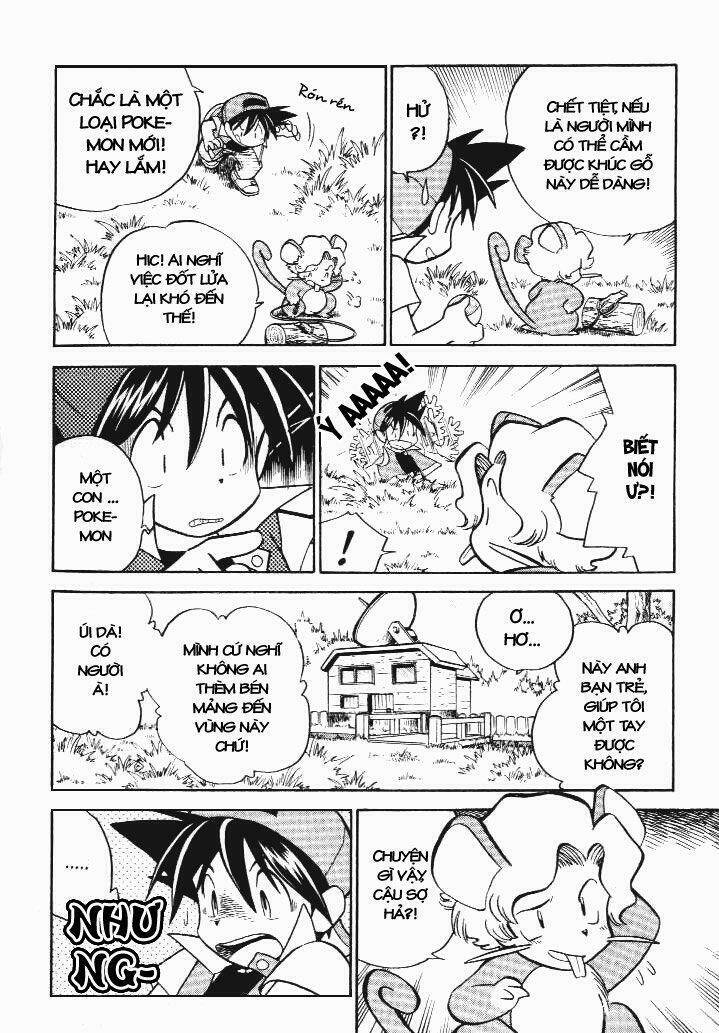 CHẮC LÀ MỘT
LOẠI POKE-
MON MỚI!
HAY LẮM!
Rón rén
HIC! AI NGHĨ
VIỆC ĐỐT LỬA
LẠI KHÓ ĐẾN
THẾ!
HỬ
?!
CHẾT TIỆT, NẾU
LÀ NGƯỜI MÌNH
CÓ THỂ CẦM
ĐƯỢC KHÚC GỖ
NÀY DỄ DÀNG!
MỘT
CON ...
POKE-
MON
BIẾT
NÓI
Ư?!
Ý AAAAA!
!
ÚI DÀ!
CÓ
NGƯỜI
À!
MÌNH CỨ NGHĨ
KHÔNG AI
THÈM BÉN
MẢNG ĐẾN
VÙNG NÀY
CHỨ!
Ơ...
HƠ...
NÀY ANH
BẠN TRẺ,
GIÚP TÔI
MỘT TAY
ĐƯỢC
KHÔNG?
.....
NHƯ
NG-
CHUYỆN
GÌ VẬY,
CẬU SỢ
HẢ?!